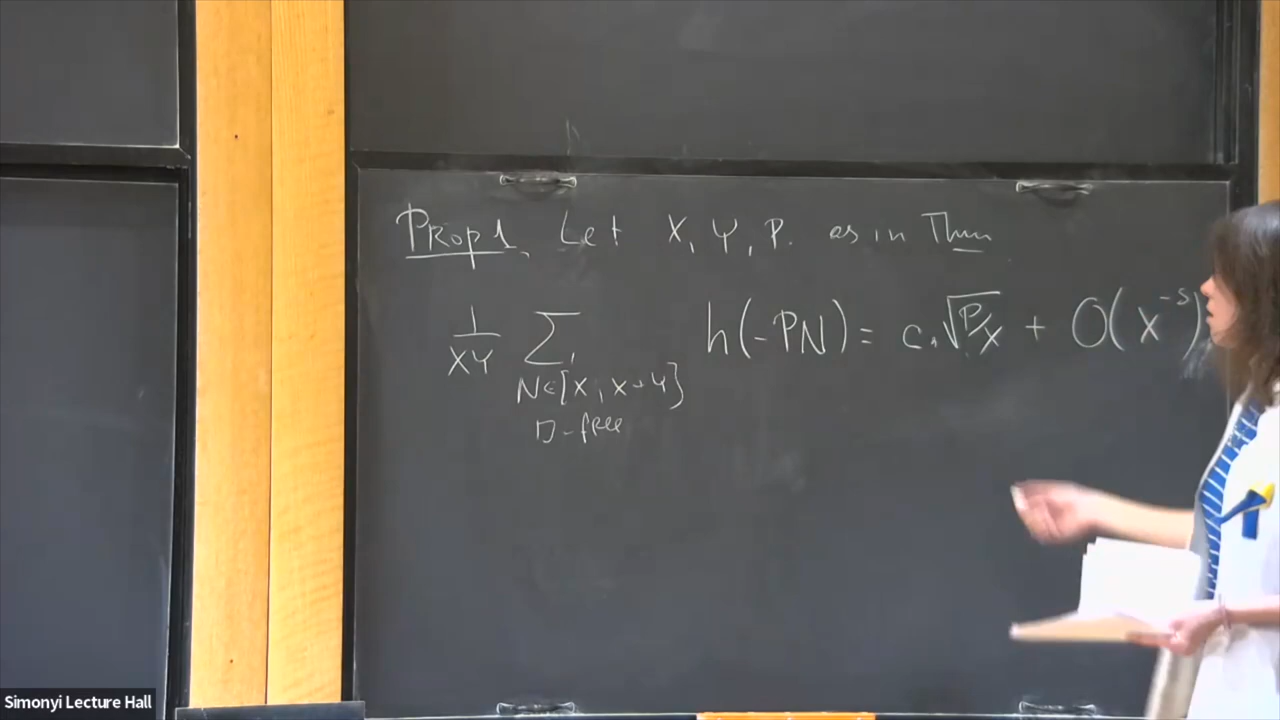 Prop 1. Let X, Y, P. as in Thm
1/XY ∑ h(-PN) = c.√P/X + O(X^-δ)
N∈[X, X+Y]
□-free
Simonyi Lecture Hall